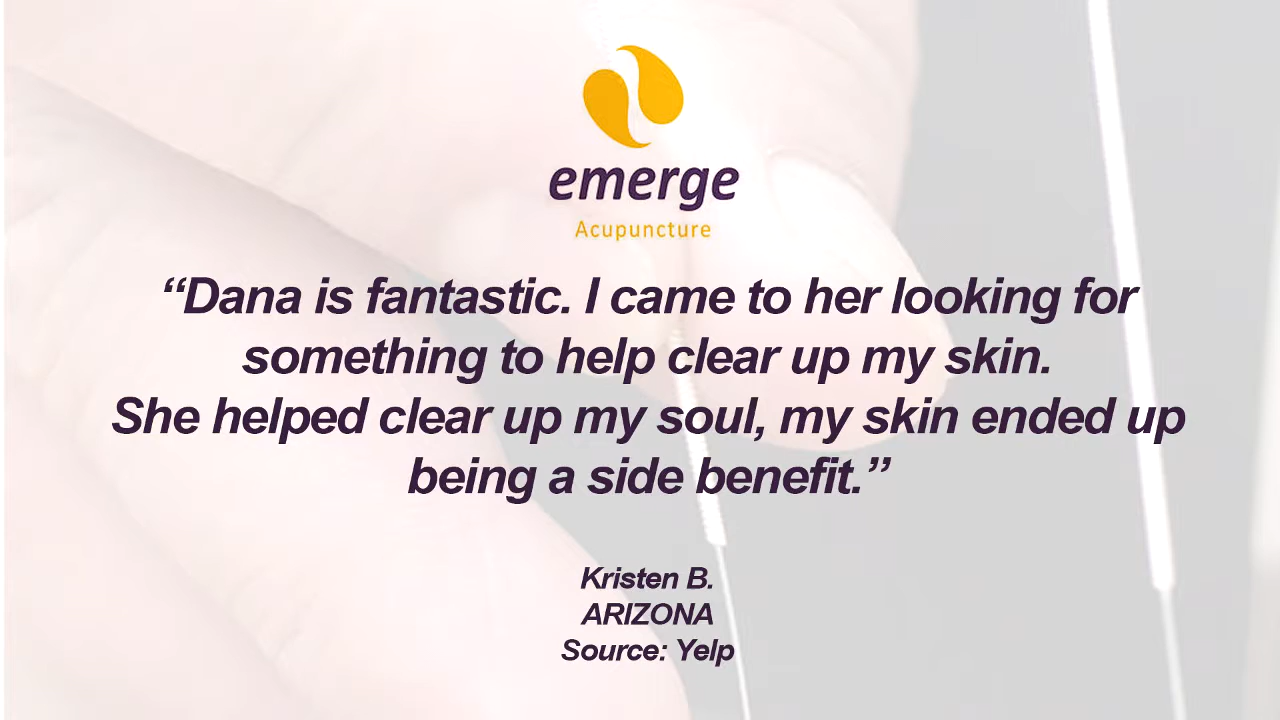 emerge
Acupuncture
“Dana is fantastic. I came to her looking for
something to help clear up my skin.
She helped clear up my soul, my skin ended up
being a side benefit.”
Kristen B.
ARIZONA
Source: Yelp